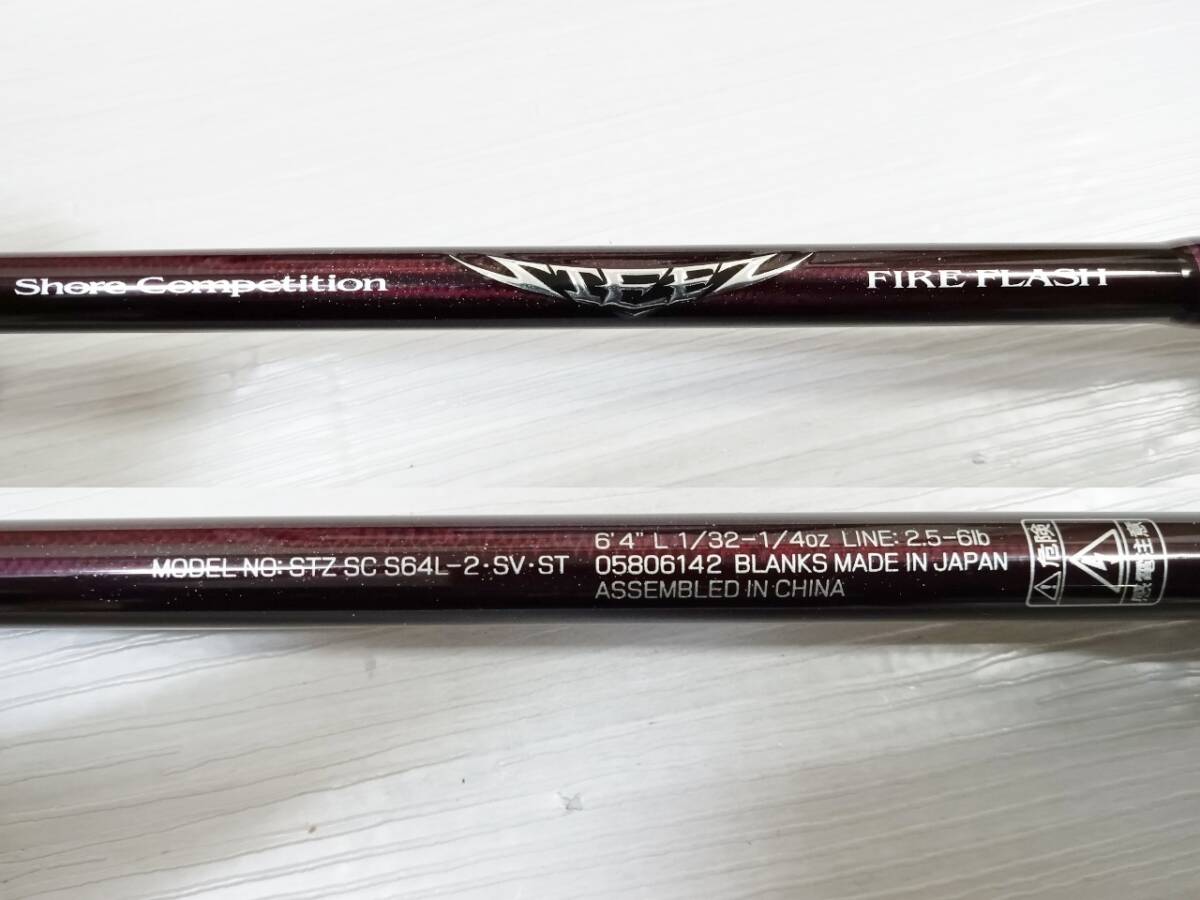 Shore Competition STEEZ FIRE FLASH
MODEL NO: STZ SC S64L-2・SV・ST
6'4" L 1/32-1/4oz LINE: 2.5-6lb
05806142 BLANKS MADE IN JAPAN
ASSEMBLED IN CHINA
危険
感電注意